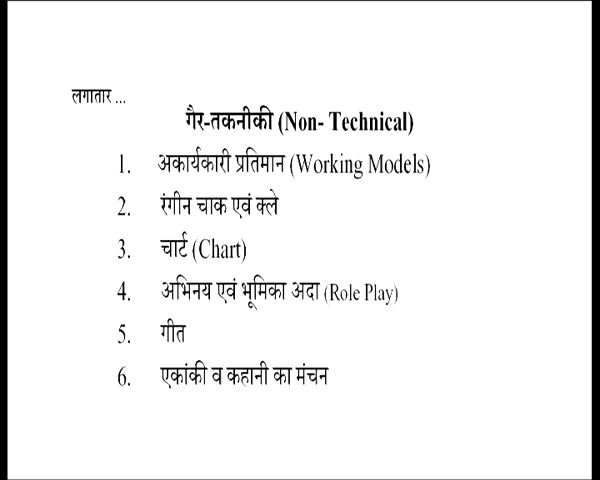 लगातार ...
गैर-तकनीकी (Non- Technical)
1. अकार्यकारी प्रतिमान (Working Models)
2. रंगीन चाक एवं क्ले
3. चार्ट (Chart)
4. अभिनय एवं भूमिका अदा (Role Play)
5. गीत
6. एकांकी व कहानी का मंचन